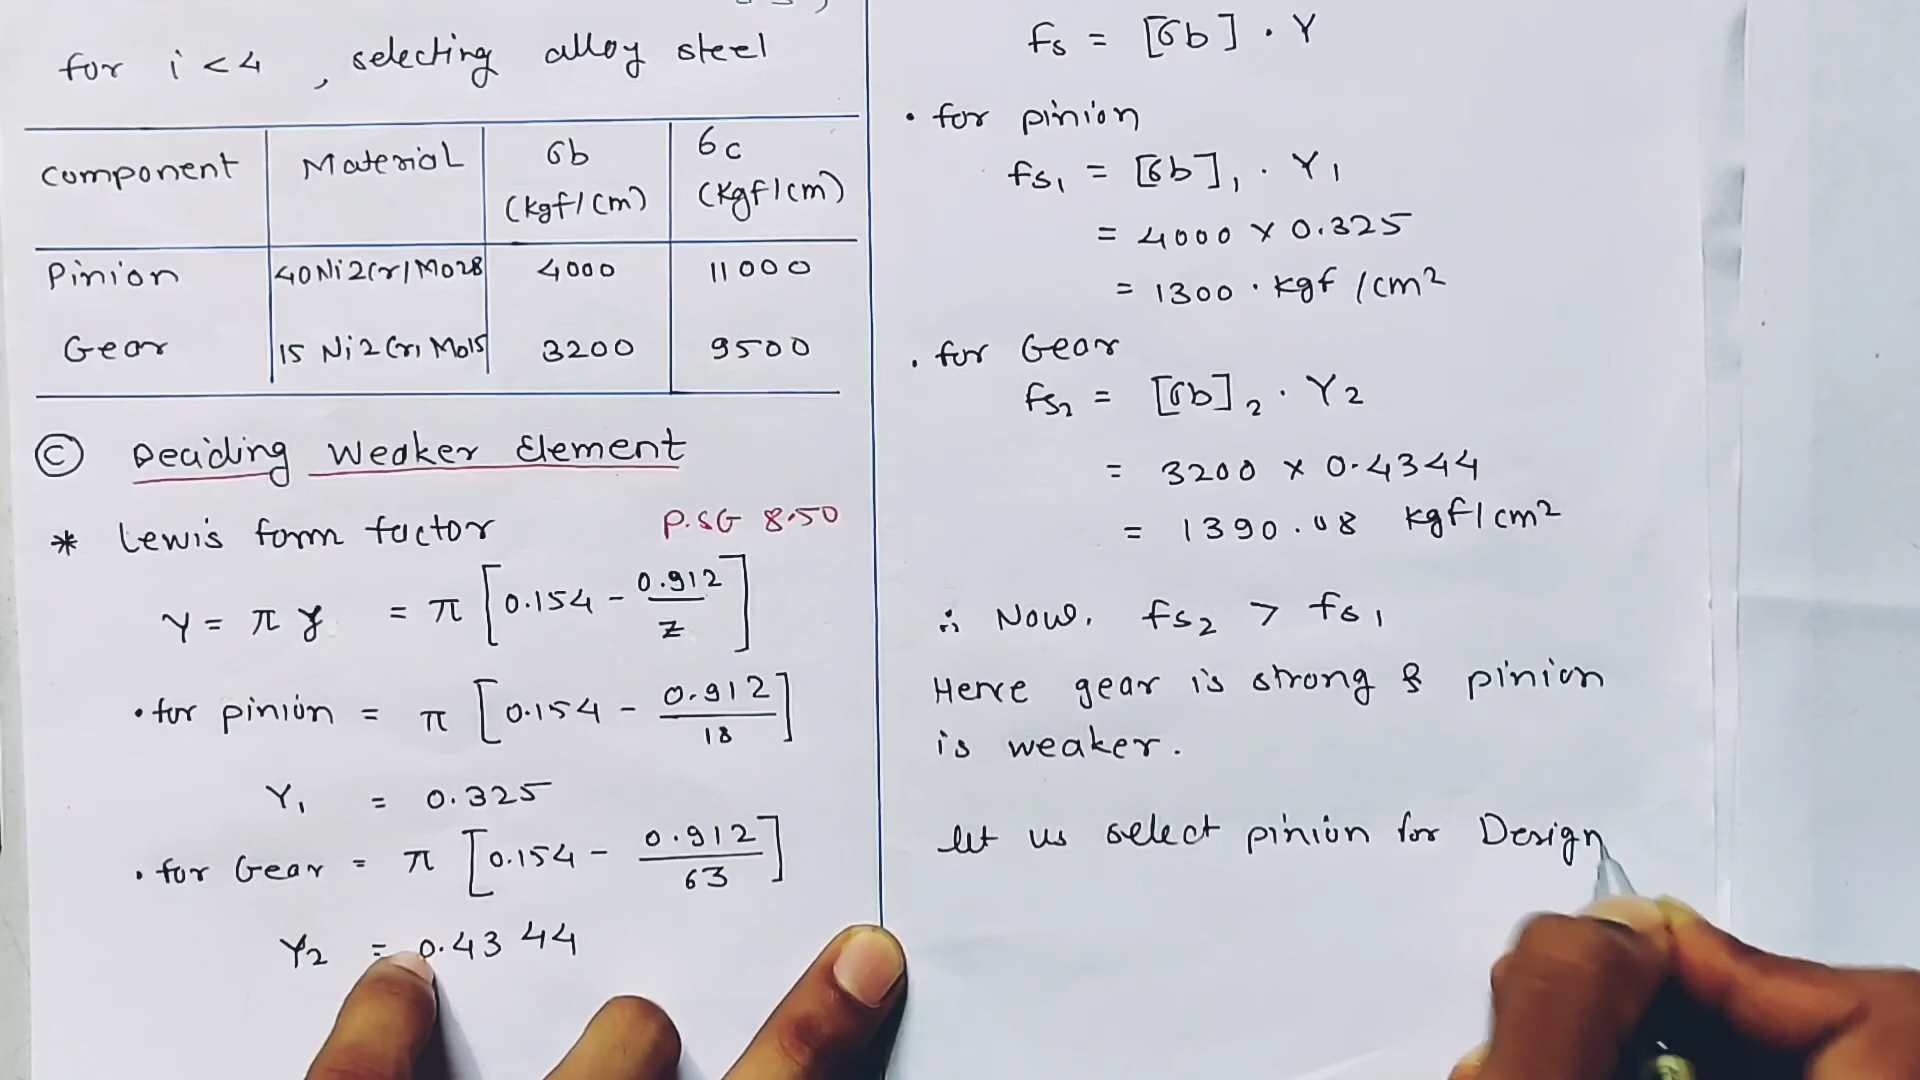 for i < 4 , selecting alloy steel
Component Material σb (kgf/cm) σc (kgf/cm)
Pinion 40Ni2Cr1Mo28 4000 11000
Gear 15 Ni2Cr1Mo15 3200 9500
(C) Deciding Weaker Element
* Lewis form factor P.SG 8.50
Y = π y = π [0.154 - 0.912/z]
• for pinion = π [0.154 - 0.912/18]
Y1 = 0.325
• for Gear = π [0.154 - 0.912/63]
Y2 = 0.4344
fs = [σb] . Y
• for pinion
fs1 = [σb]1 . Y1
= 4000 x 0.325
= 1300 . kgf /cm²
. for Gear
fs2 = [σb]2 . Y2
= 3200 x 0.4344
= 1390.08 kgf/cm²
∴ Now, fs2 > fs1
Here gear is strong & pinion
is weaker.
let us select pinion for Design